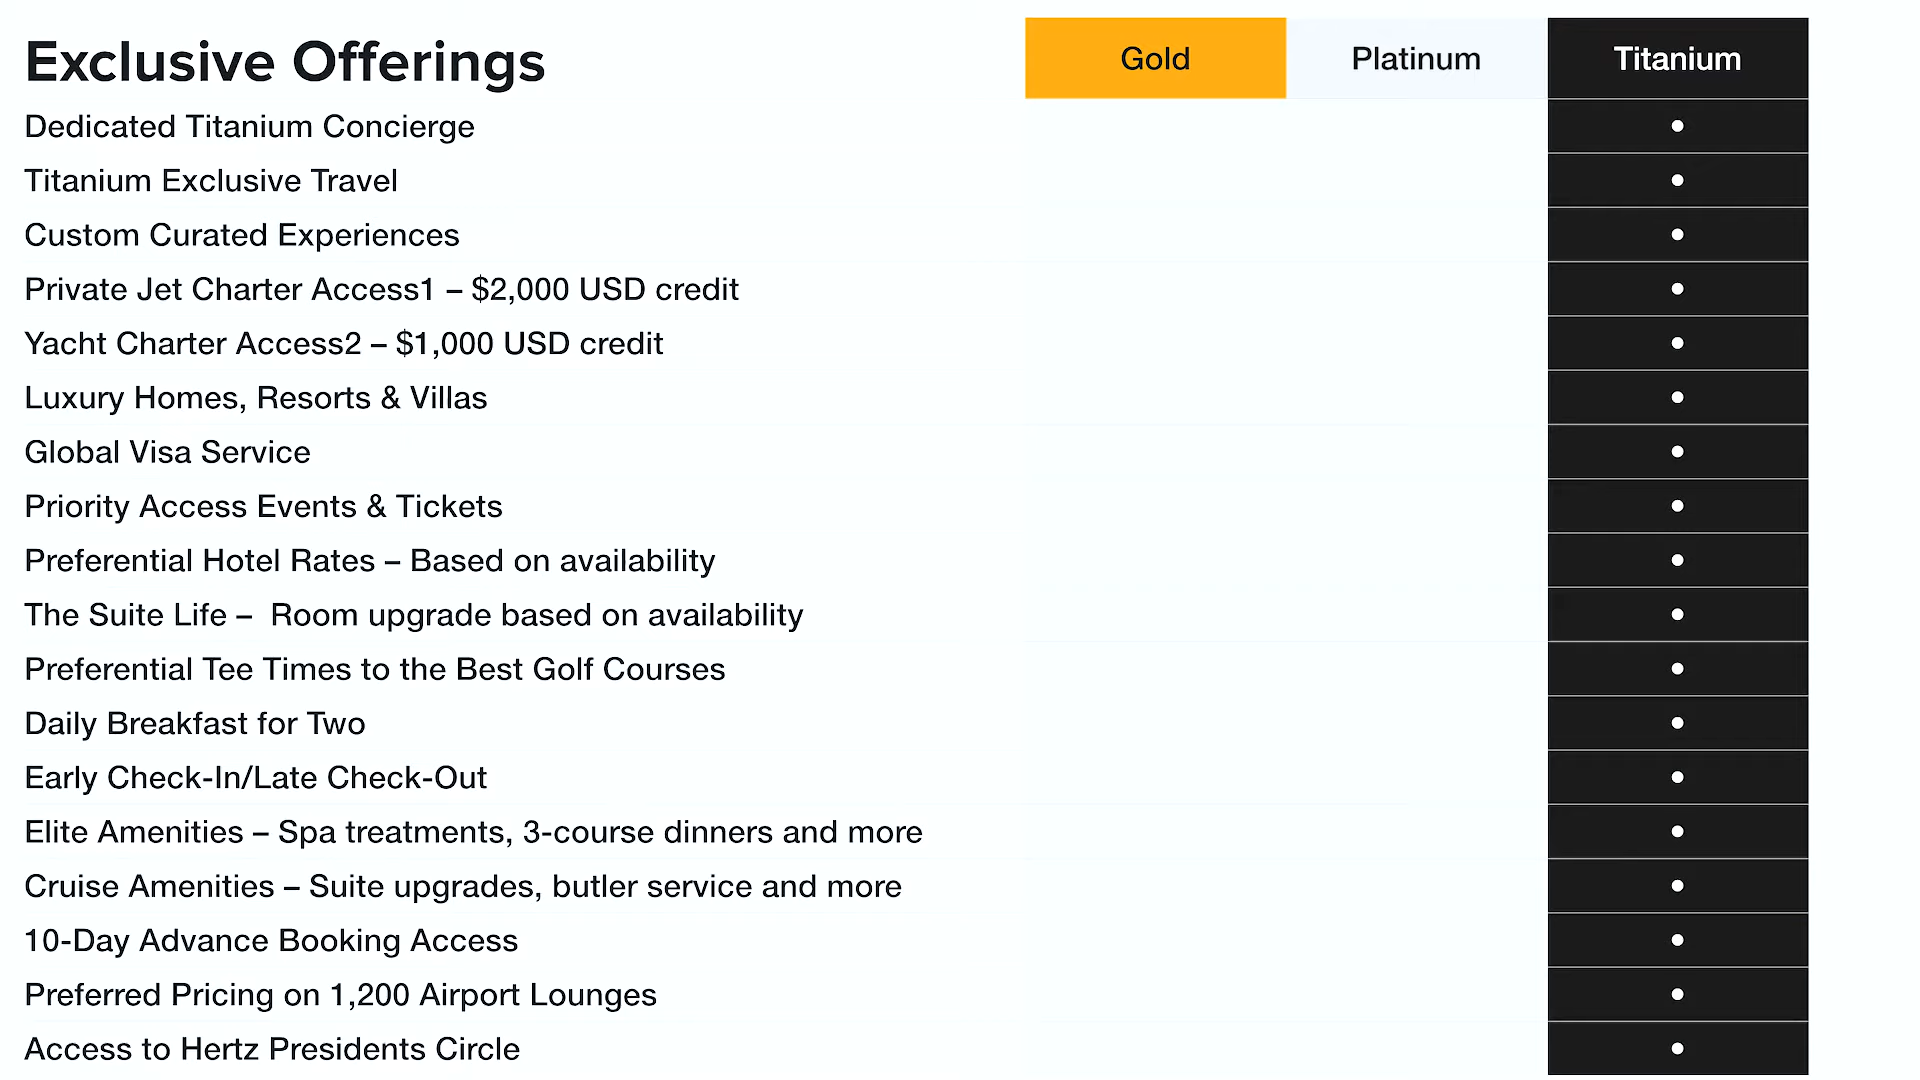 Exclusive Offerings Gold Platinum Titanium
Dedicated Titanium Concierge
Titanium Exclusive Travel
Custom Curated Experiences
Private Jet Charter Access1 – $2,000 USD credit
Yacht Charter Access2 – $1,000 USD credit
Luxury Homes, Resorts & Villas
Global Visa Service
Priority Access Events & Tickets
Preferential Hotel Rates – Based on availability
The Suite Life – Room upgrade based on availability
Preferential Tee Times to the Best Golf Courses
Daily Breakfast for Two
Early Check-In/Late Check-Out
Elite Amenities – Spa treatments, 3-course dinners and more
Cruise Amenities – Suite upgrades, butler service and more
10-Day Advance Booking Access
Preferred Pricing on 1,200 Airport Lounges
Access to Hertz Presidents Circle